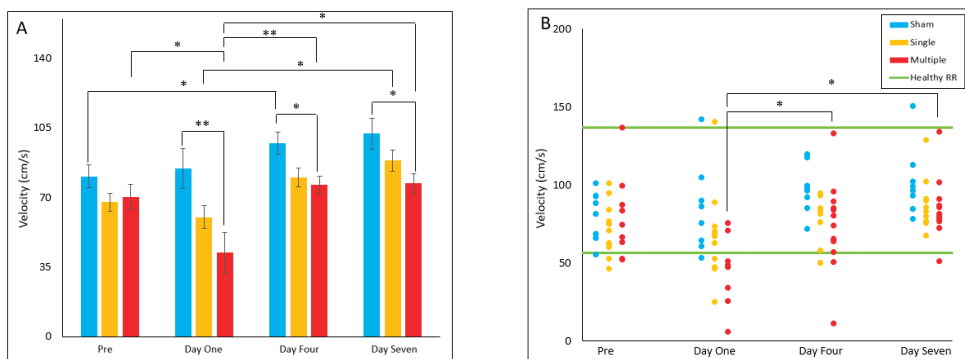 A
Velocity (cm/s)
140
105
70
35
0
*
*
**
*
*
**
*
*
Pre
Day One
Day Four
Day Seven
B
Velocity (cm/s)
200
150
100
50
0
Sham
Single
Multiple
Healthy RR
*
*
Pre
Day One
Day Four
Day Seven